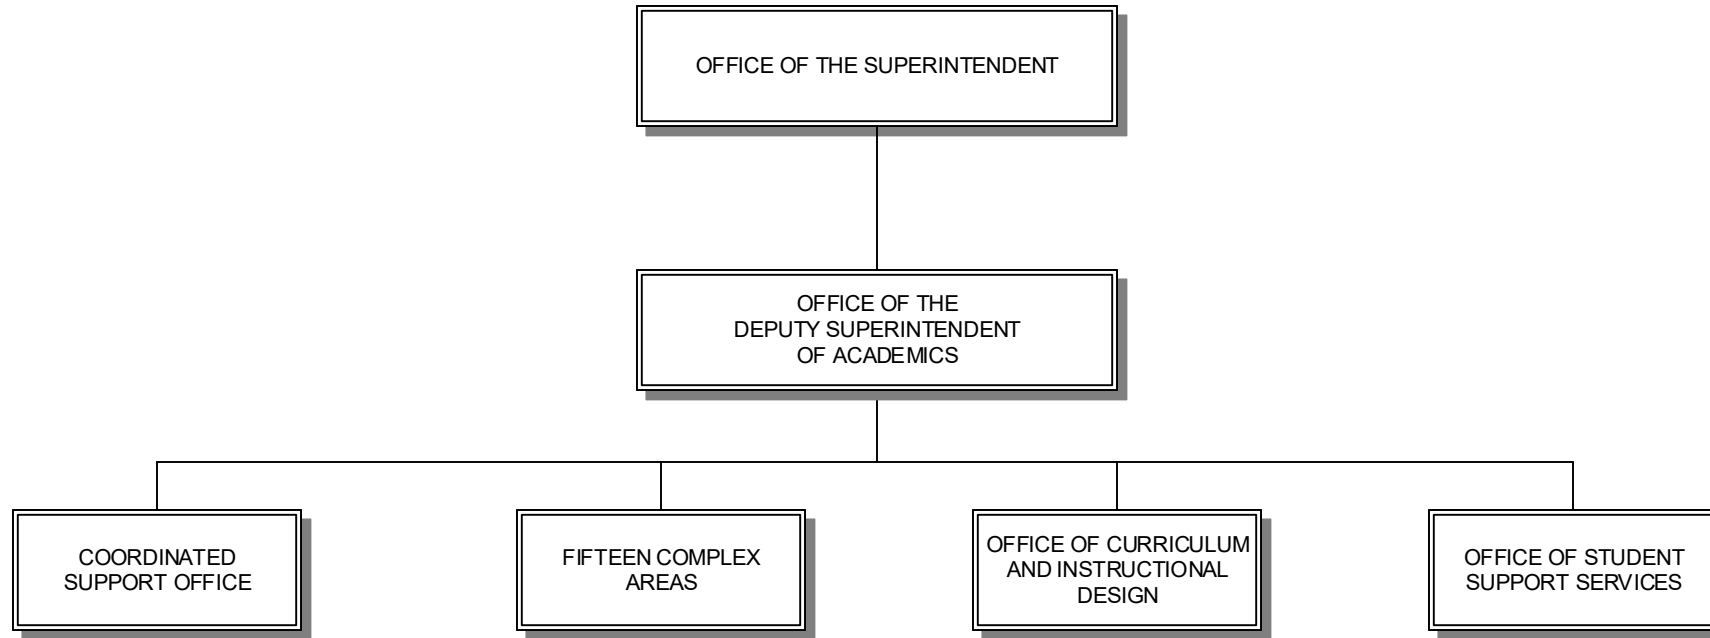 OFFICE OF THE SUPERINTENDENT
OFFICE OF THE
DEPUTY SUPERINTENDENT
OF ACADEMICS
COORDINATED
SUPPORT OFFICE
FIFTEEN COMPLEX
AREAS
OFFICE OF CURRICULUM
AND INSTRUCTIONAL
DESIGN
OFFICE OF STUDENT
SUPPORT SERVICES